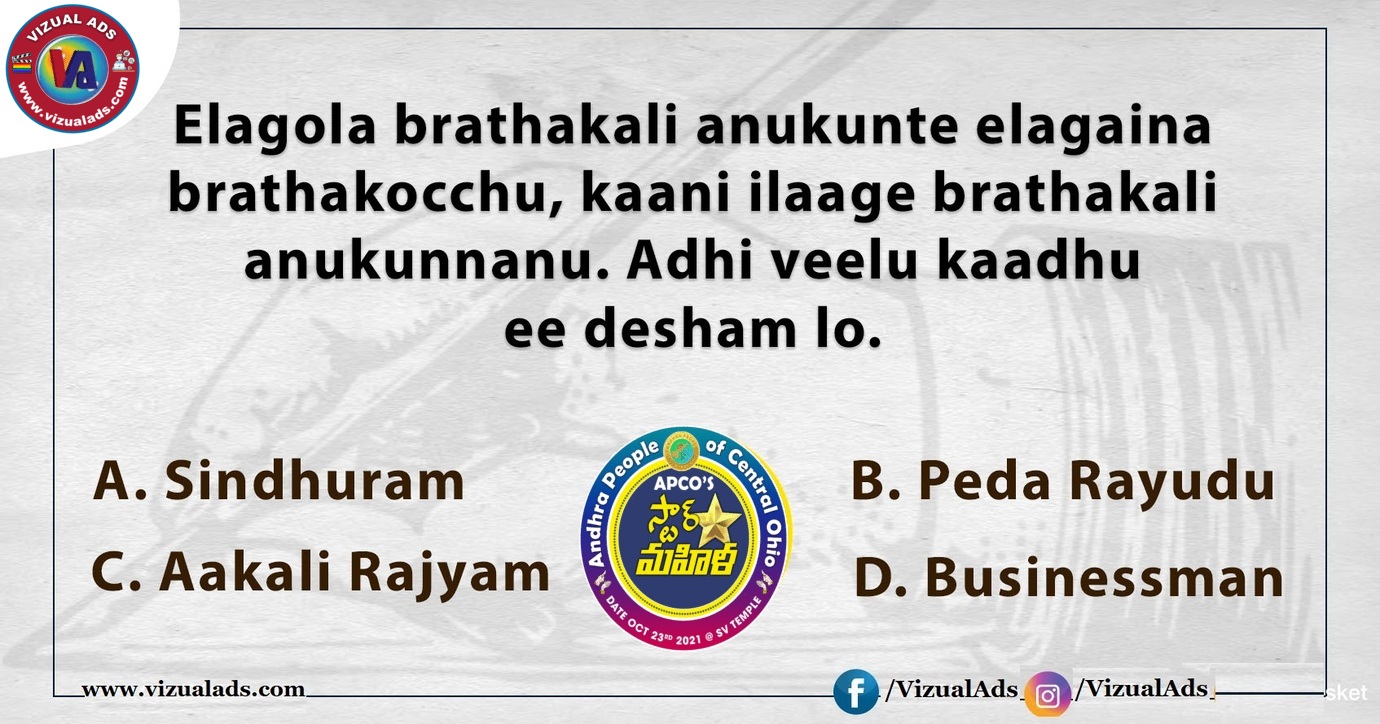 VIZUAL ADS
VA
www.vizualads.com
Elagola brathakali anukunte elagaina
brathakocchu, kaani ilaage brathakali
anukunnanu. Adhi veelu kaadhu
ee desham lo.
A. Sindhuram
B. Peda Rayudu
C. Aakali Rajyam
D. Businessman
Andhra People of Central Ohio
APCO'S
స్టార్
మహిళ
DATE OCT 23RD 2021 @ SV TEMPLE
www.vizualads.com
/VizualAds
/VizualAds
sket